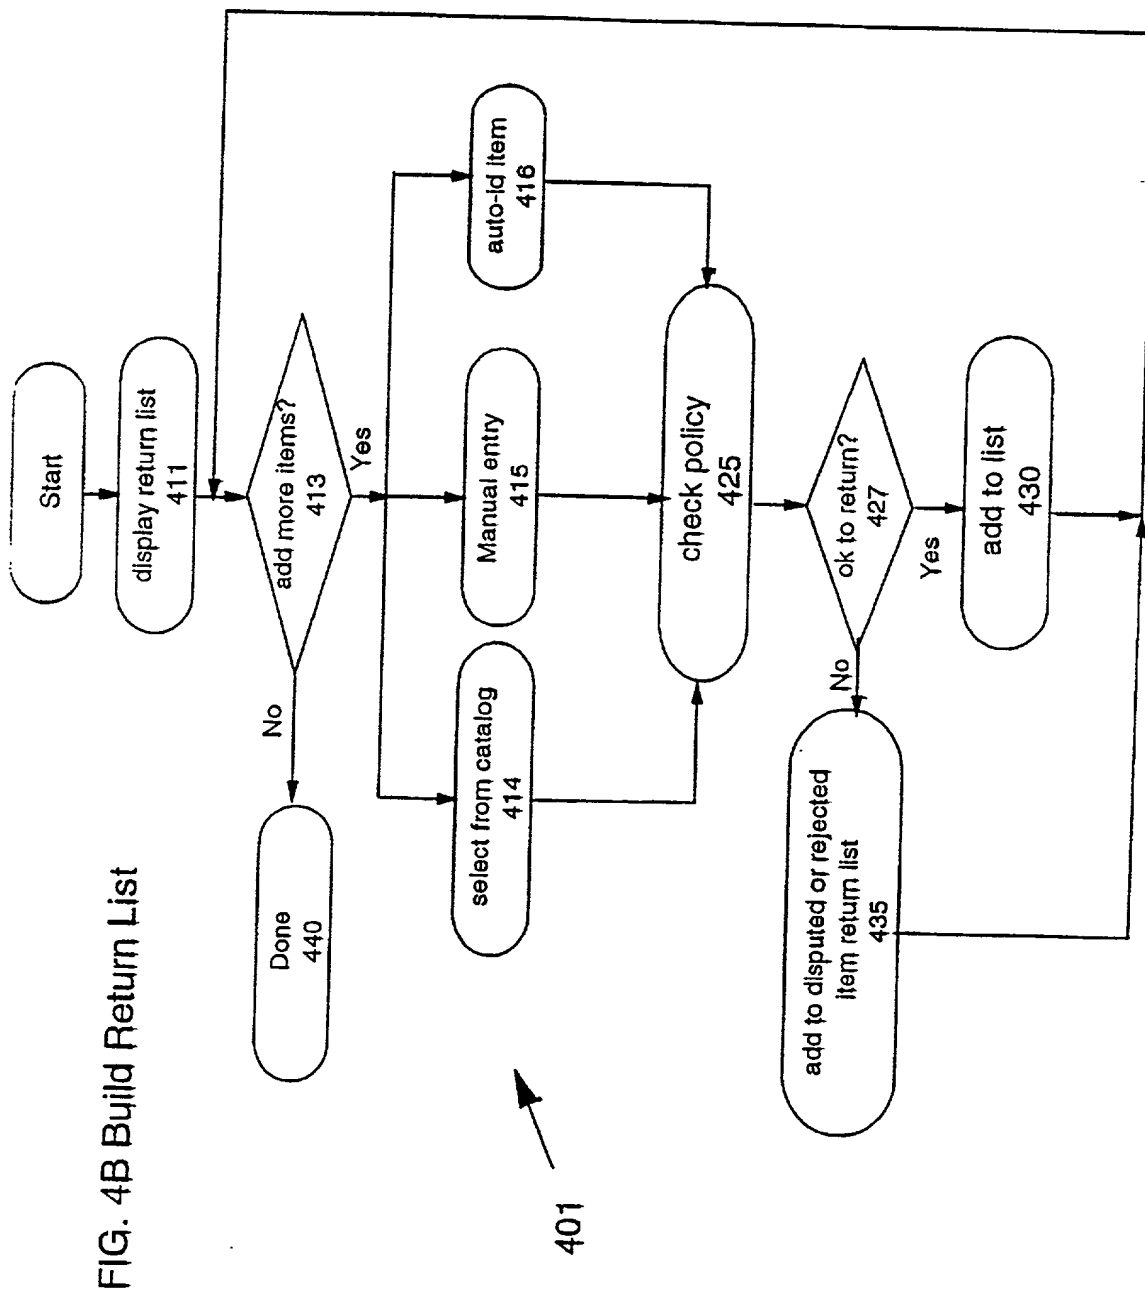 FIG. 4B Build Return List
401
Start
display return list
411
add more items?
413
No
Yes
Done
440
select from catalog
414
Manual entry
415
auto-id item
416
check policy
425
ok to return?
427
No
Yes
add to disputed or rejected
item return list
435
add to list
430